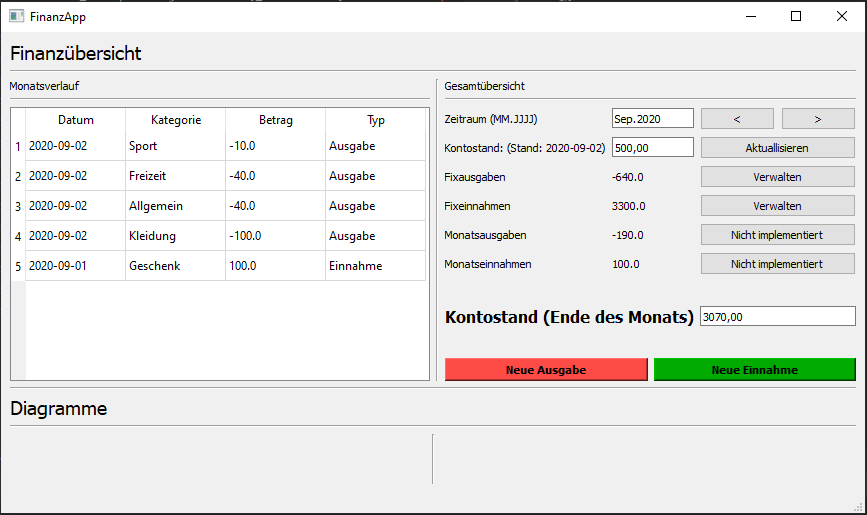 FinanzApp
Finanzübersicht
Monatsverlauf
Datum Kategorie Betrag Typ
1 2020-09-02 Sport -10.0 Ausgabe
2 2020-09-02 Freizeit -40.0 Ausgabe
3 2020-09-02 Allgemein -40.0 Ausgabe
4 2020-09-02 Kleidung -100.0 Ausgabe
5 2020-09-01 Geschenk 100.0 Einnahme
Gesamtübersicht
Zeitraum (MM.JJJJ) Sep.2020 < >
Kontostand: (Stand: 2020-09-02) 500,00 Aktuallisieren
Fixausgaben -640.0 Verwalten
Fixeinnahmen 3300.0 Verwalten
Monatsausgaben -190.0 Nicht implementiert
Monatseinnahmen 100.0 Nicht implementiert
Kontostand (Ende des Monats) 3070,00
Neue Ausgabe Neue Einnahme
Diagramme